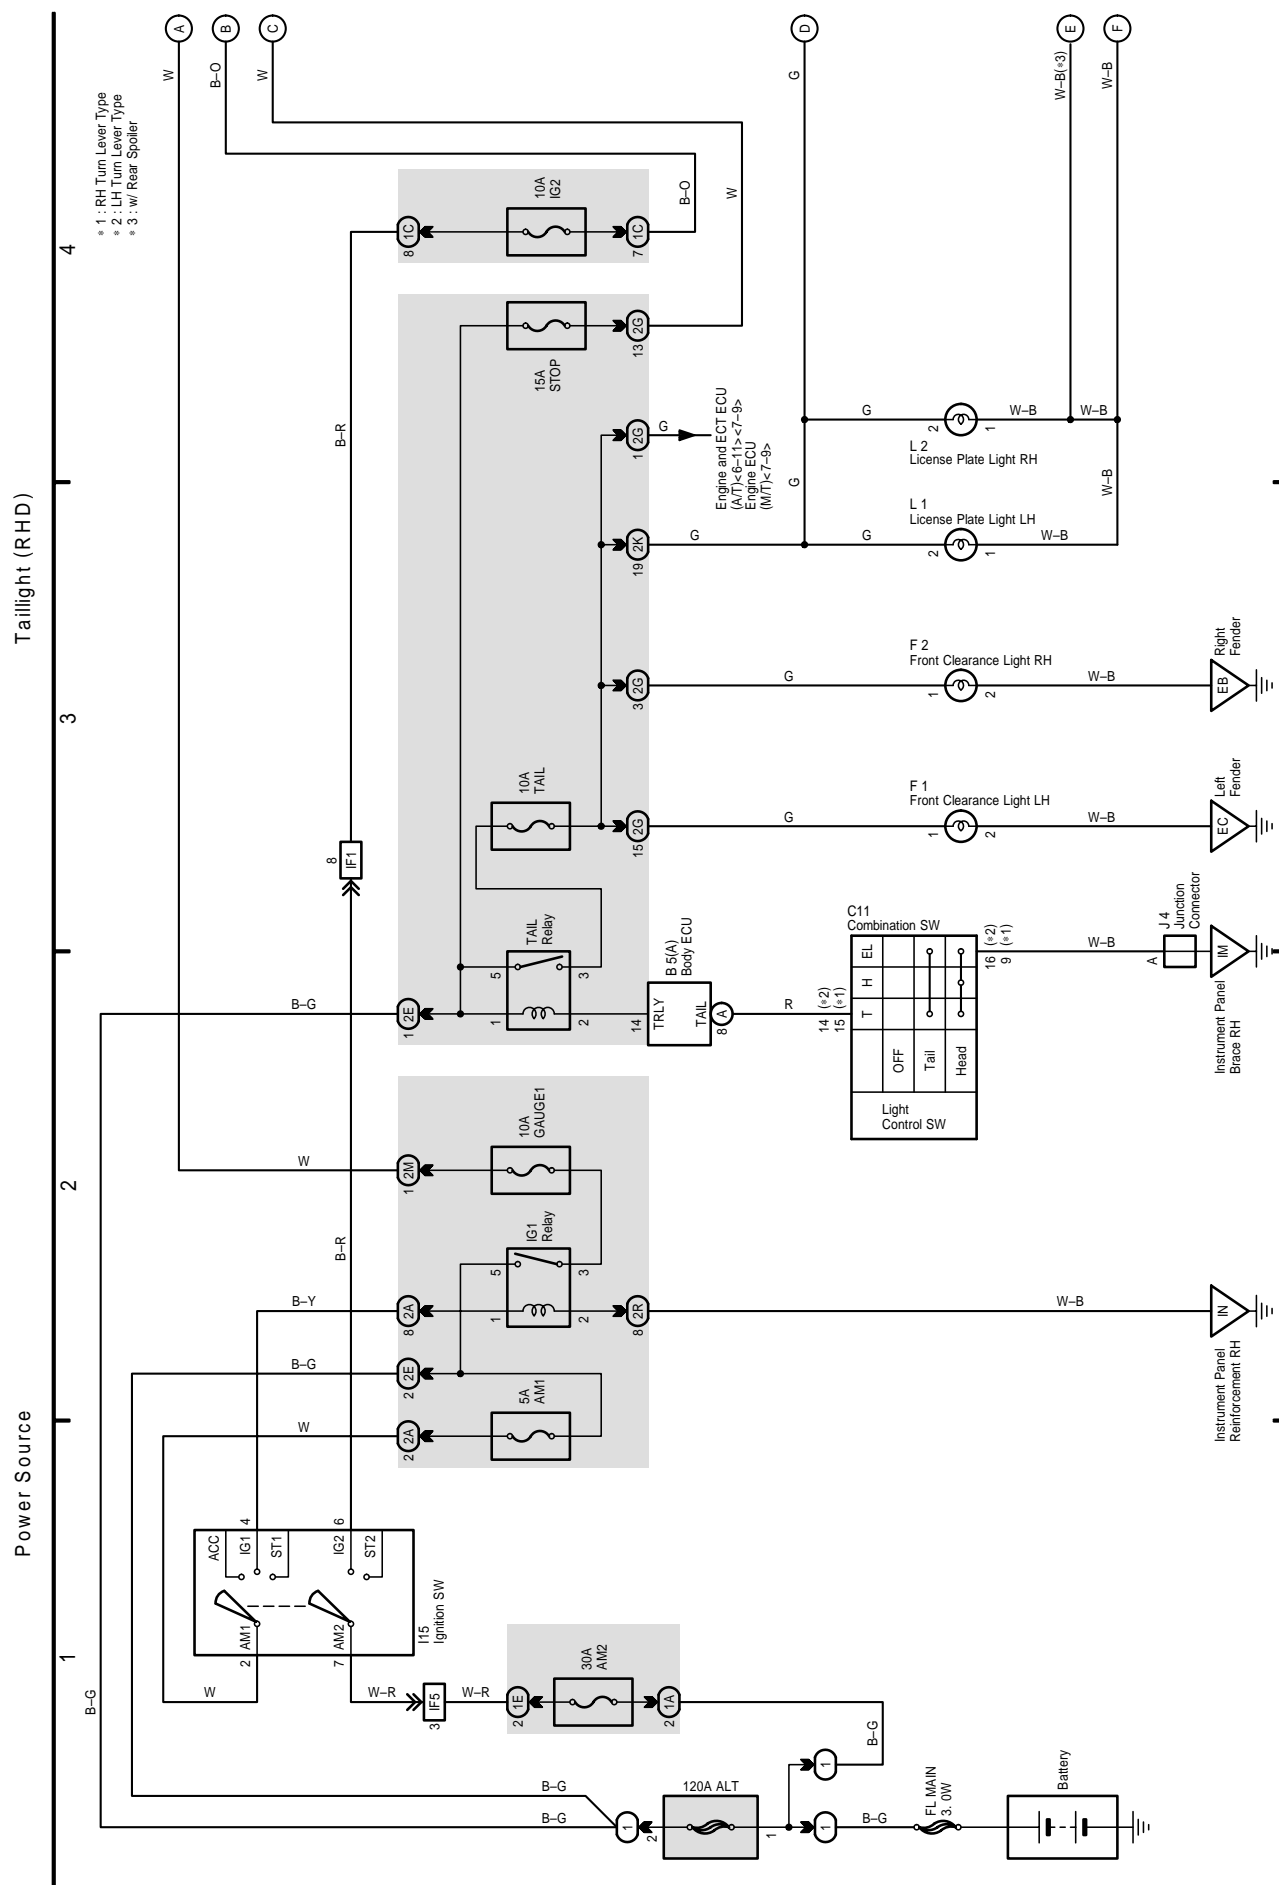 Power Source
Taillight (RHD)
1
2
3
4
* 1 : RH Turn Lever Type
* 2 : LH Turn Lever Type
* 3 : w/ Rear Spoiler
A
B
C
D
E
F
W
B–O
W
G
W–B(*3)
W–B
B–G
W
B–R
10A
IG2
8
1C
7
1C
B–O
W
15A
STOP
13
2G
1
2G
G
Engine and ECT ECU
(A/T)<6–11><7–9>
Engine ECU
(M/T)<7–9>
19
2K
G
G
G
W–B
W–B
2
1
L 2
License Plate Light RH
L 1
License Plate Light LH
G
2
1
W–B
W–B
3
2G
G
F 2
Front Clearance Light RH
1
2
W–B
EB
Right
Fender
10A
TAIL
15
2G
G
F 1
Front Clearance Light LH
1
2
W–B
EC
Left
Fender
8
IF1
TAIL
Relay
5
3
1
2
B–G
1
2E
14
TRLY
TAIL
B 5(A)
Body ECU
8
A
R
14 (*2)
15 (*1)
C11
Combination SW
T
H
EL
OFF
Tail
Head
Light
Control SW
16 (*2)
9 (*1)
W–B
A
J 4
Junction
Connector
IM
Instrument Panel
Brace RH
W
1
2M
10A
GAUGE1
IG1
Relay
5
3
1
2
B–R
B–Y
8
2A
8
2R
W–B
IN
Instrument Panel
Reinforcement RH
B–G
2
2E
5A
AM1
W
2
2A
ACC
IG1
4
ST1
IG2
6
ST2
2
AM1
7
AM2
I15
Ignition SW
W
W–R
3
IF5
W–R
2
1E
30A
AM2
2
1A
B–G
B–G
B–G
1
2
120A ALT
1
1
1
B–G
FL MAIN
3. 0W
Battery